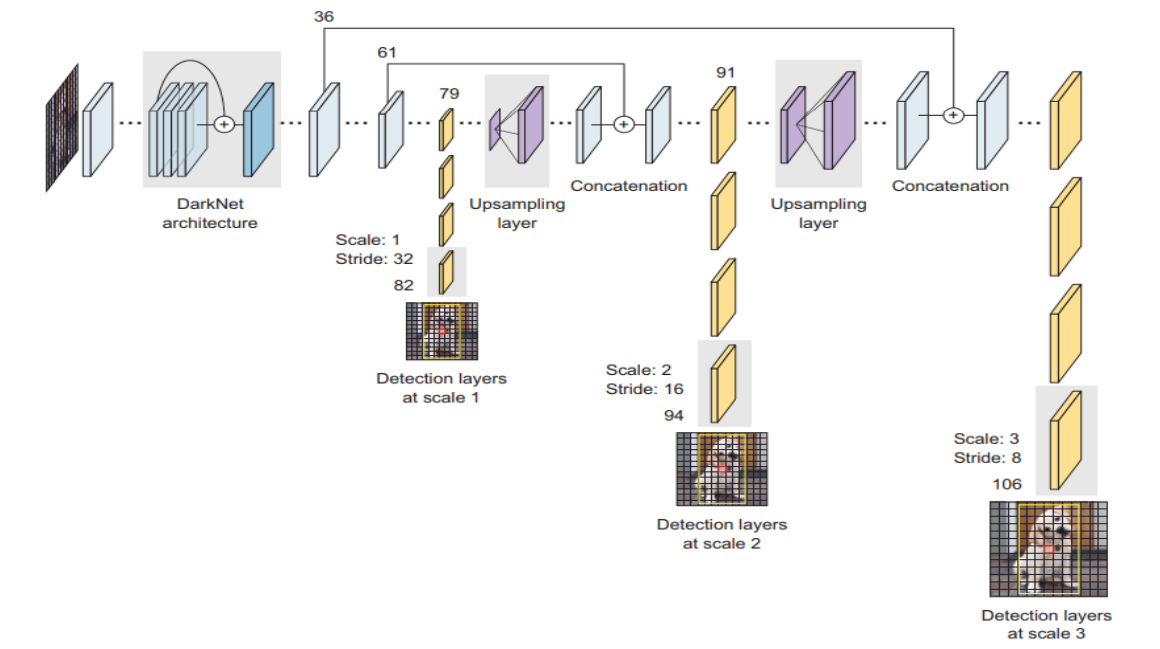 36
61
79
91
DarkNet
architecture
Upsampling
layer
Concatenation
Upsampling
layer
Concatenation
Scale: 1
Stride: 32
82
Detection layers
at scale 1
Scale: 2
Stride: 16
94
Detection layers
at scale 2
Scale: 3
Stride: 8
106
Detection layers
at scale 3